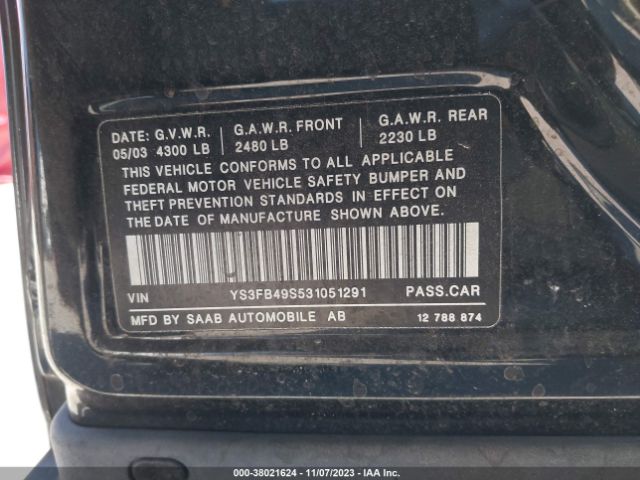 DATE: G.V.W.R. G.A.W.R. FRONT G.A.W.R. REAR
05/03 4300 LB 2480 LB 2230 LB
THIS VEHICLE CONFORMS TO ALL APPLICABLE
FEDERAL MOTOR VEHICLE SAFETY BUMPER AND
THEFT PREVENTION STANDARDS IN EFFECT ON
THE DATE OF MANUFACTURE SHOWN ABOVE.
VIN YS3FB49S531051291 PASS.CAR
MFD BY SAAB AUTOMOBILE AB 12 788 874
000-38021624 - 11/07/2023 - IAA Inc.